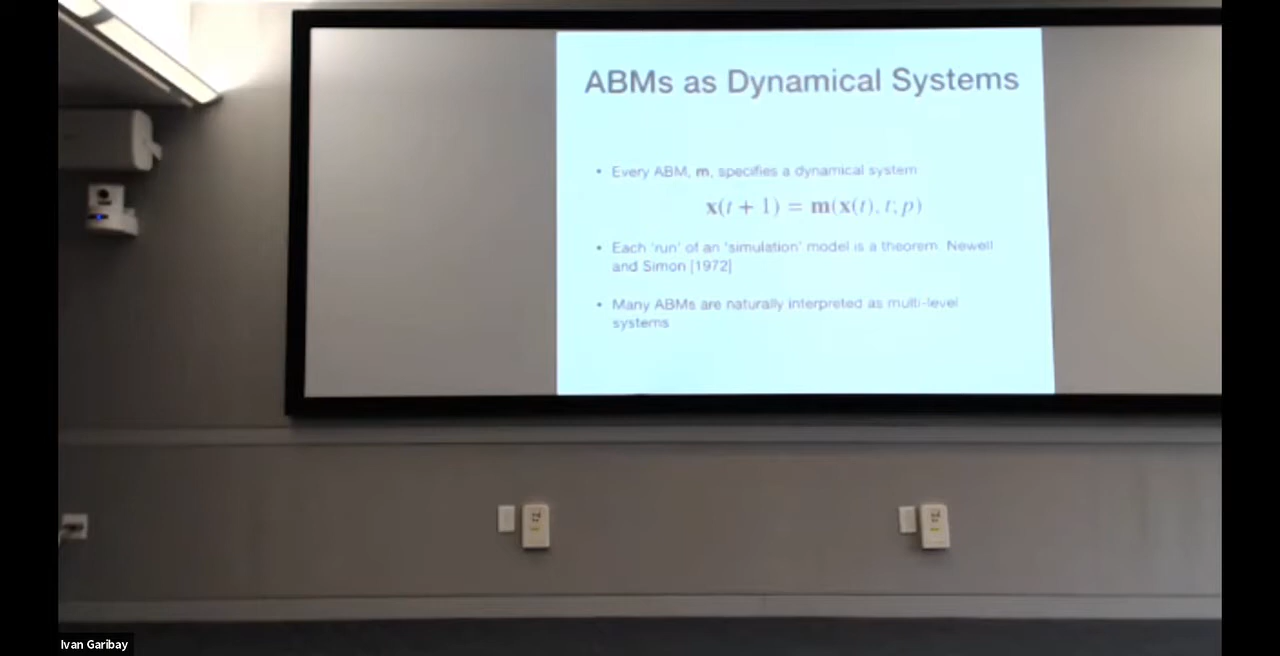 ABMs as Dynamical Systems
• Every ABM, m, specifies a dynamical system
x(t + 1) = m(x(t), t; p)
• Each 'run' of an 'simulation' model is a theorem. Newell
and Simon [1972]
• Many ABMs are naturally interpreted as multi-level
systems
Ivan Garibay